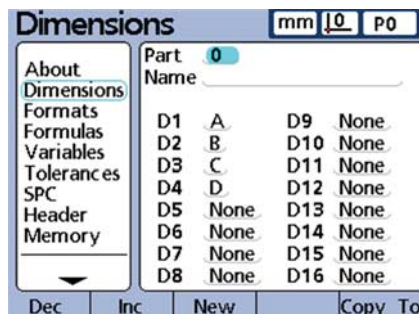 Dimensions
mm 0 P0
About
Dimensions
Formats
Formulas
Variables
Tolerances
SPC
Header
Memory
Part 0
Name
D1 A D9 None
D2 B D10 None
D3 C D11 None
D4 D D12 None
D5 None D13 None
D6 None D14 None
D7 None D15 None
D8 None D16 None
Dec Inc New Copy To